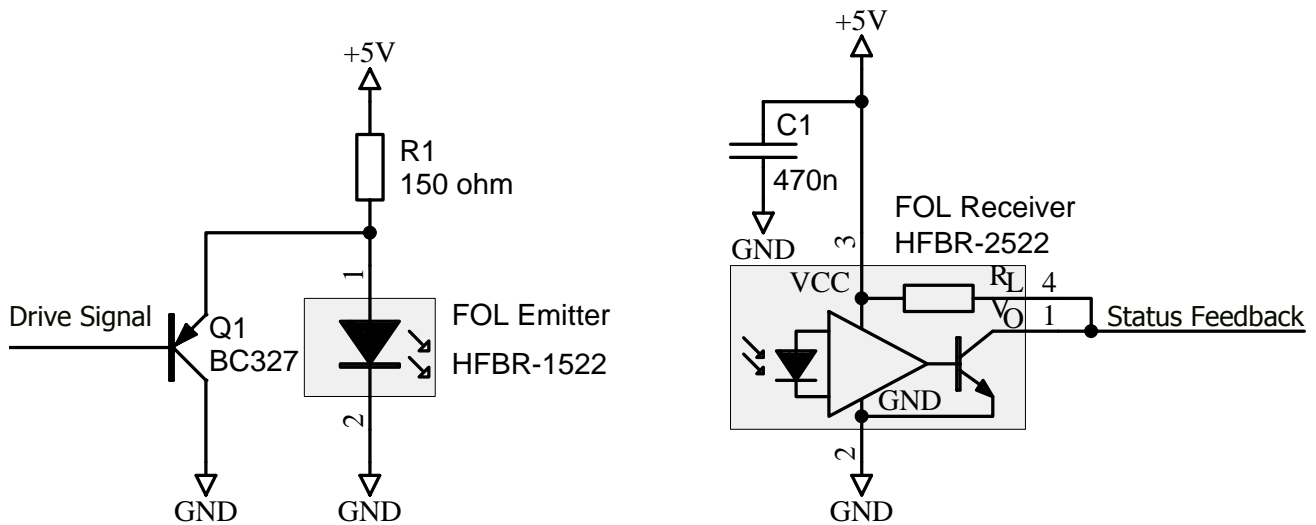 +5V
R1
150 ohm
1
Drive Signal
Q1
BC327
FOL Emitter
HFBR-1522
2
GND
GND
+5V
C1
470n
GND
FOL Receiver
HFBR-2522
3
VCC
RL
4
VO
1
Status Feedback
GND
2
GND